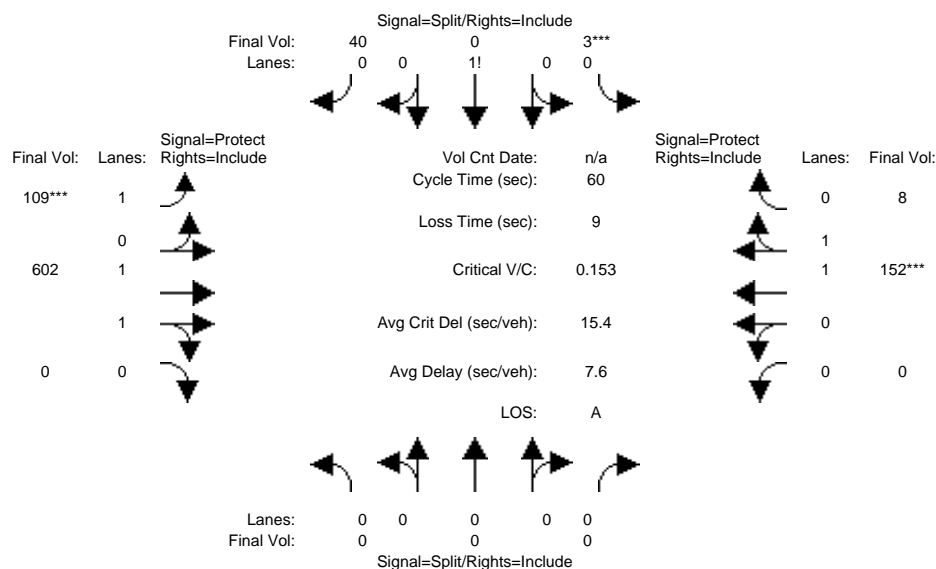 Signal=Split/Rights=Include
Final Vol: 40 0 3***
Lanes: 0 0 1! 0 0
Signal=Protect
Final Vol: Lanes: Rights=Include
Vol Cnt Date: n/a
Signal=Protect
Rights=Include Lanes: Final Vol:
Cycle Time (sec): 60
109*** 1
0 8
Loss Time (sec): 9
0
1
602 1
Critical V/C: 0.153
1 152***
1
Avg Crit Del (sec/veh): 15.4
0
0 0
Avg Delay (sec/veh): 7.6
0 0
LOS: A
Lanes: 0 0 0 0 0
Final Vol: 0 0 0
Signal=Split/Rights=Include